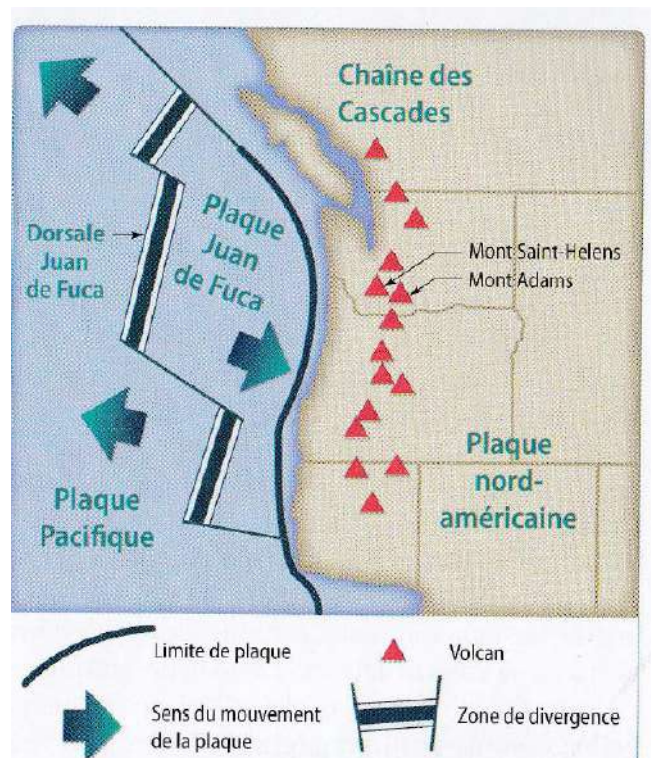 Chaîne des
Cascades
Plaque
Juan
de Fuca
Dorsale
Juan
de Fuca
Mont Saint-Helens
Mont Adams
Plaque
Pacifique
Plaque
nord-
américaine
Limite de plaque
Volcan
Sens du mouvement
de la plaque
Zone de divergence